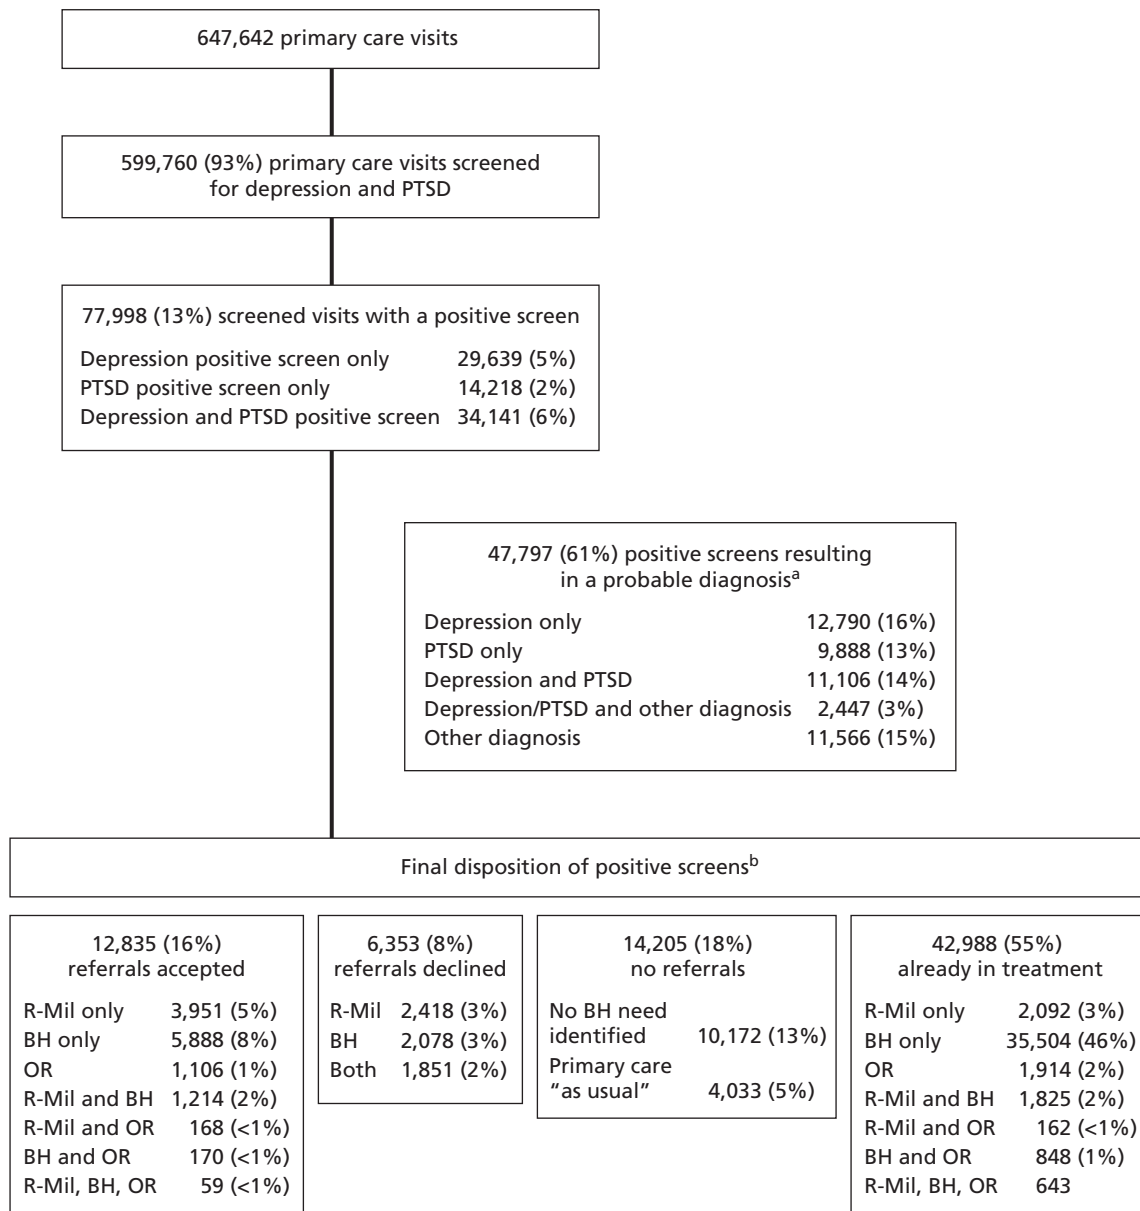 647,642 primary care visits
599,760 (93%) primary care visits screened
for depression and PTSD
77,998 (13%) screened visits with a positive screen
Depression positive screen only 29,639 (5%)
PTSD positive screen only 14,218 (2%)
Depression and PTSD positive screen 34,141 (6%)
47,797 (61%) positive screens resulting
in a probable diagnosisᵃ
Depression only 12,790 (16%)
PTSD only 9,888 (13%)
Depression and PTSD 11,106 (14%)
Depression/PTSD and other diagnosis 2,447 (3%)
Other diagnosis 11,566 (15%)
Final disposition of positive screensᵇ
12,835 (16%)
referrals accepted
R-Mil only 3,951 (5%)
BH only 5,888 (8%)
OR 1,106 (1%)
R-Mil and BH 1,214 (2%)
R-Mil and OR 168 (<1%)
BH and OR 170 (<1%)
R-Mil, BH, OR 59 (<1%)
6,353 (8%)
referrals declined
R-Mil 2,418 (3%)
BH 2,078 (3%)
Both 1,851 (2%)
14,205 (18%)
no referrals
No BH need
identified 10,172 (13%)
Primary care
“as usual” 4,033 (5%)
42,988 (55%)
already in treatment
R-Mil only 2,092 (3%)
BH only 35,504 (46%)
OR 1,914 (2%)
R-Mil and BH 1,825 (2%)
R-Mil and OR 162 (<1%)
BH and OR 848 (1%)
R-Mil, BH, OR 643